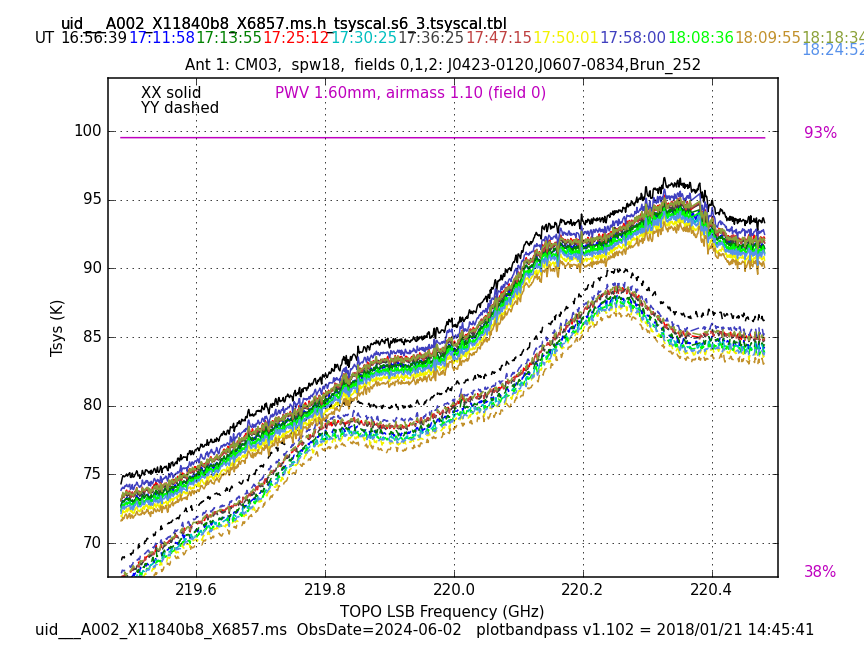 uid___A002_X11840b8_X6857.ms.h_tsyscal.s6_3.tsyscal.tbl
UT 16:56:39 17:11:58 17:13:55 17:25:12 17:30:25 17:36:25 17:47:15 17:50:01 17:58:00 18:08:36 18:09:55 18:18:34
18:24:52
Ant 1: CM03,  spw18,  fields 0,1,2: J0423-0120,J0607-0834,Brun_252
XX solid
PWV 1.60mm, airmass 1.10 (field 0)
YY dashed
93%
100
95
90
85
80
75
70
Tsys (K)
38%
219.6 219.8 220.0 220.2 220.4
TOPO LSB Frequency (GHz)
uid___A002_X11840b8_X6857.ms  ObsDate=2024-06-02   plotbandpass v1.102 = 2018/01/21 14:45:41